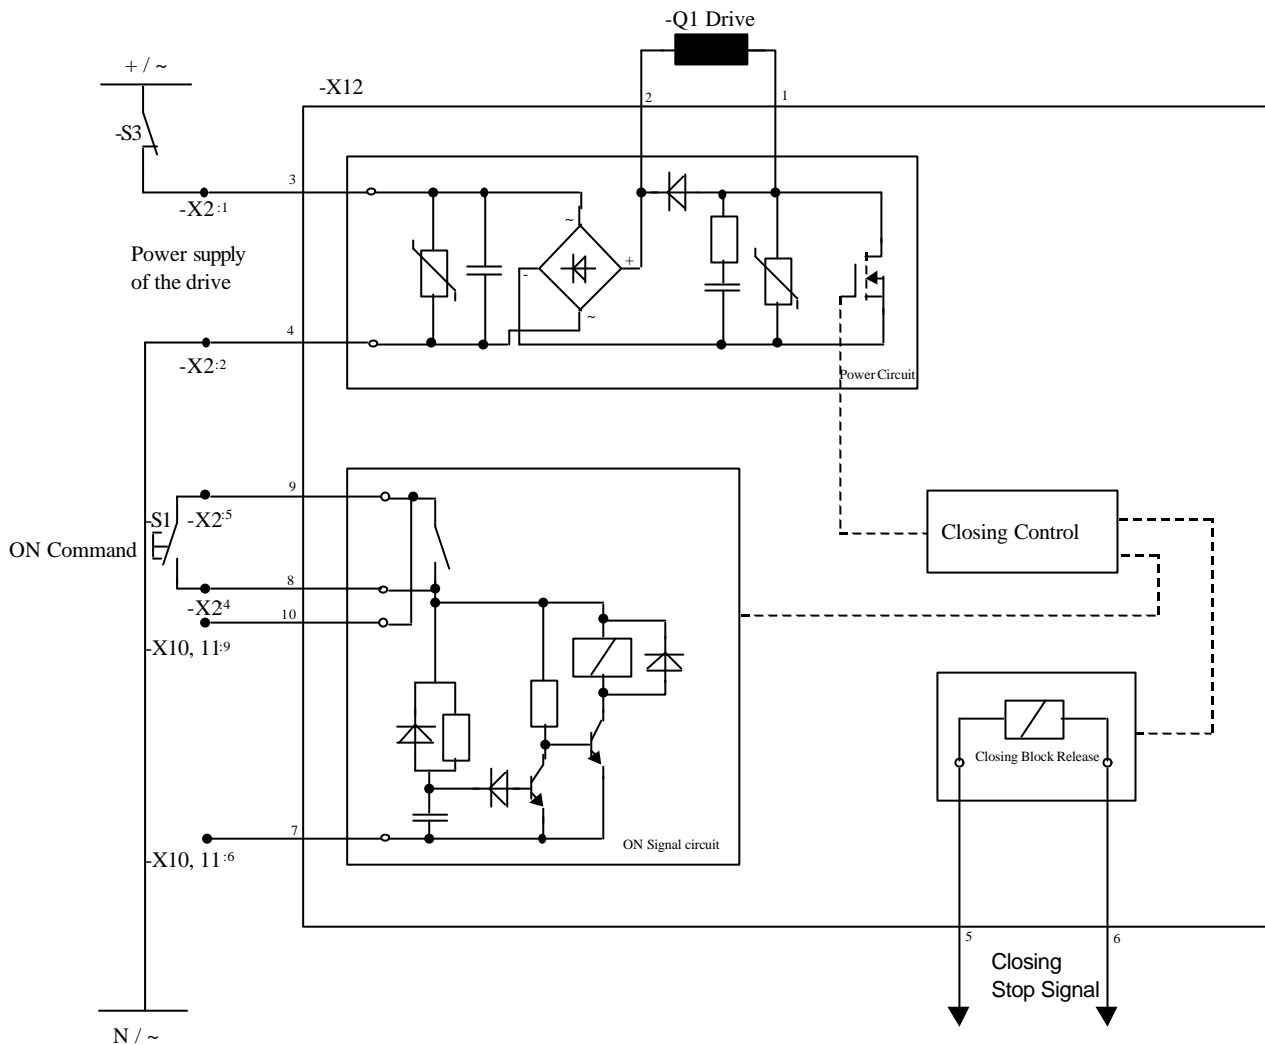 -Q1 Drive
+ / ~
-X12
2
1
-S3
3
-X2:1
~
Power supply
of the drive
-
+
~
4
-X2:2
Power Circuit
9
-S1
-X2:5
ON Command
Closing Control
8
-X2:4
10
-X10, 11:9
Closing Block Release
7
ON Signal circuit
-X10, 11:6
5
6
Closing
Stop Signal
N / ~